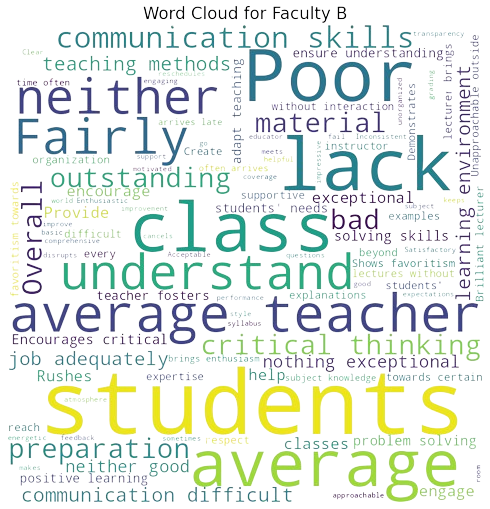 Word Cloud for Faculty B
communication skills
transparency
Clear
teaching methods
ensure understanding
engaging
rescheduled
Poor
time often
neither
adapt teaching
without interaction
unorganized
grading
Demonstrates
lecturer brings
Unapproachable outside
material
arrives late
Fairly
educator
fail
inconsistent
lack
organization
support
go
Create
meets
helpful
instructor
impressive
motivated
often arrives
coverage
outstanding
encourage
supportive
exceptional
learning environment
favoritism towards
overall
world
Enthusiastic
subject
keeps
Provide
improvement
students' needs
bad
examples
Brilliant lecturer
improve
basic
difficult
class
solving skills
comprehensive
cancels
Acceptable
beyond
Satisfactory
disrupts
every
understand
questions
Shows favoritism
lectures without
good
students'
teacher fosters
performance
explanations
expectations
average teacher
style
syllabus
Encourages critical
critical thinking
job adequately
brings enthusiasm
nothing exceptional
Rushes
expertise
help
subject knowledge
towards certain
students
atmosphere
reach
energetic
feedback
sometimes
respect
classes
problem solving
preparation
average
makes
neither good
positive learning
room
engage
communication difficult
approachable